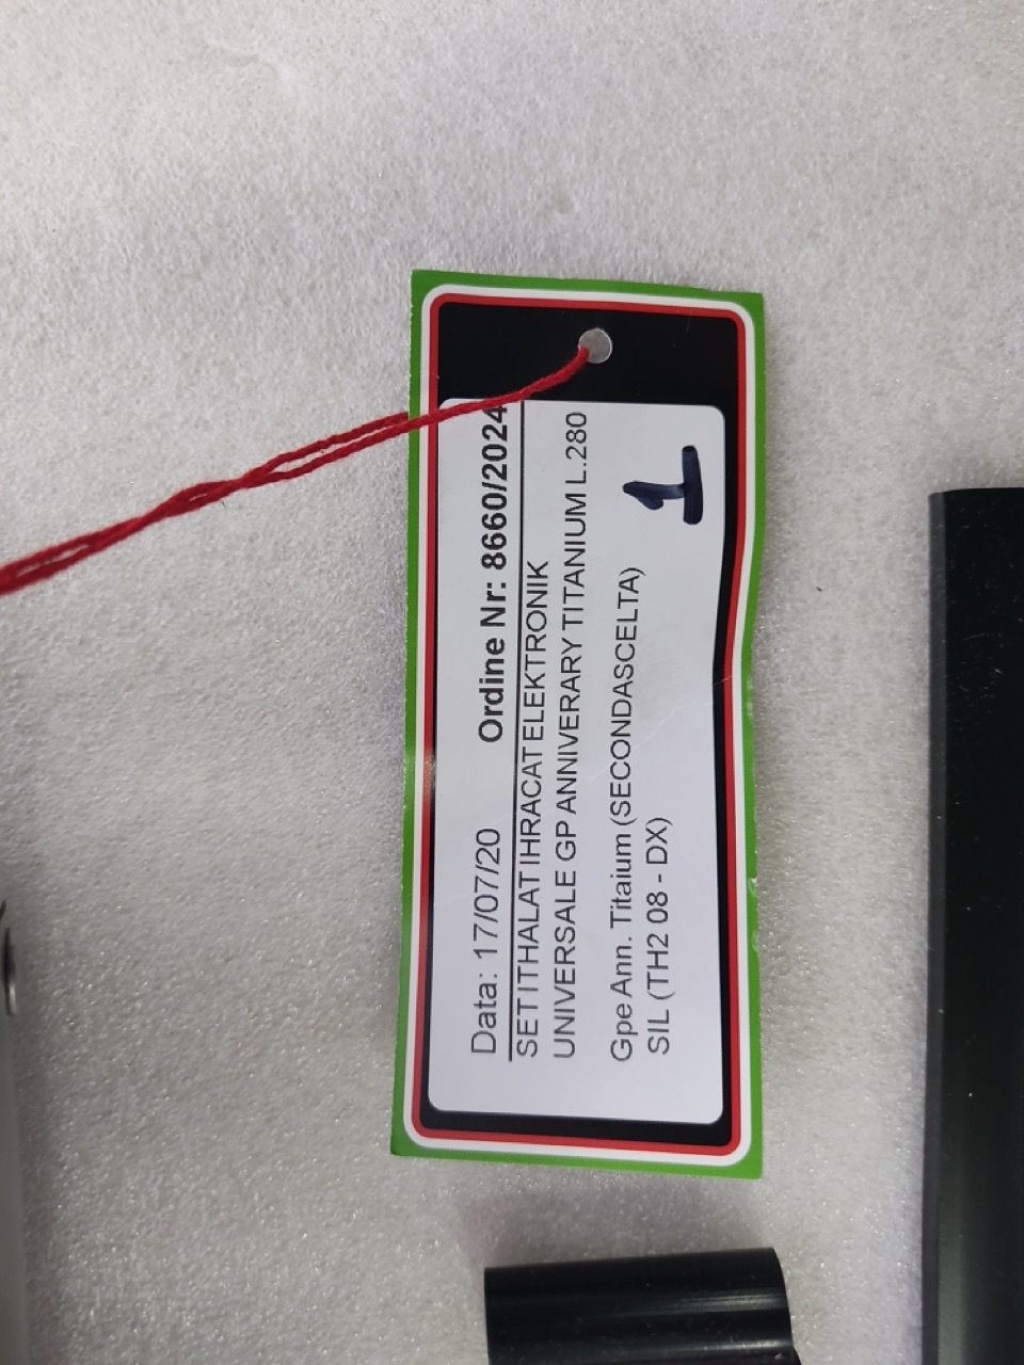 Data: 17/07/20 Ordine Nr: 8660/2024
SET ITHALAT IHRACAT ELEKTRONIK
UNIVERSALE GP ANNIVERARY TITANIUM L.280
1
Gpe Ann. Titaium (SECONDASCELTA)
SIL (TH2 08 - DX)